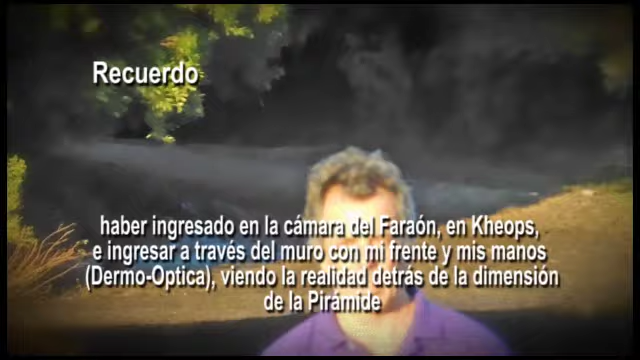 Recuerdo
haber ingresado en la cámara del Faraón, en Kheops,
e ingresar a través del muro con mi frente y mis manos
(Dermo-Optica), viendo la realidad detrás de la dimensión
de la Pirámide